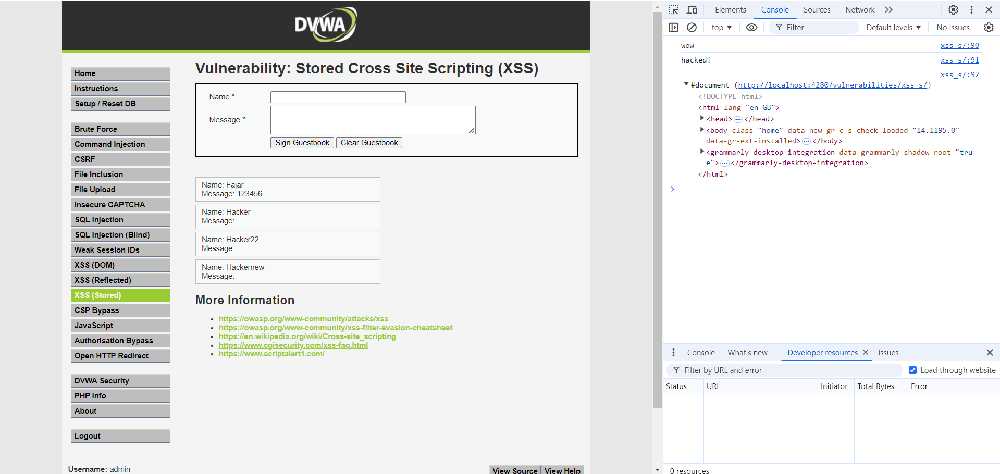 DVWA
Home
Instructions
Setup / Reset DB
Brute Force
Command Injection
CSRF
File Inclusion
File Upload
Insecure CAPTCHA
SQL Injection
SQL Injection (Blind)
Weak Session IDs
XSS (DOM)
XSS (Reflected)
XSS (Stored)
CSP Bypass
JavaScript
Authorisation Bypass
Open HTTP Redirect
DVWA Security
PHP Info
About
Logout
Username: admin
Vulnerability: Stored Cross Site Scripting (XSS)
Name *
Message *
Sign Guestbook Clear Guestbook
Name: Fajar
Message: 123456
Name: Hacker
Message:
Name: Hacker22
Message:
Name: Hackernew
Message:
More Information
https://owasp.org/www-community/attacks/xss
https://owasp.org/www-community/xss-filter-evasion-cheatsheet
https://en.wikipedia.org/wiki/Cross-site_scripting
https://www.cgisecurity.com/xss-faq.html
https://www.scriptalert1.com/
View Source View Help
Elements Console Sources Network
top Filter Default levels No Issues
wow xss_s/:90
hacked! xss_s/:91
xss_s/:92
#document (http://localhost:4280/vulnerabilities/xss_s/)
<!DOCTYPE html>
<html lang="en-GB">
<head>…</head>
<body class="home" data-new-gr-c-s-check-loaded="14.1195.0"
data-gr-ext-installed>…</body>
<grammarly-desktop-integration data-grammarly-shadow-root="tru
e">…</grammarly-desktop-integration>
</html>
Console What's new Developer resources Issues
Filter by URL and error Load through website
Status URL Initiator Total Bytes Error
0 resources